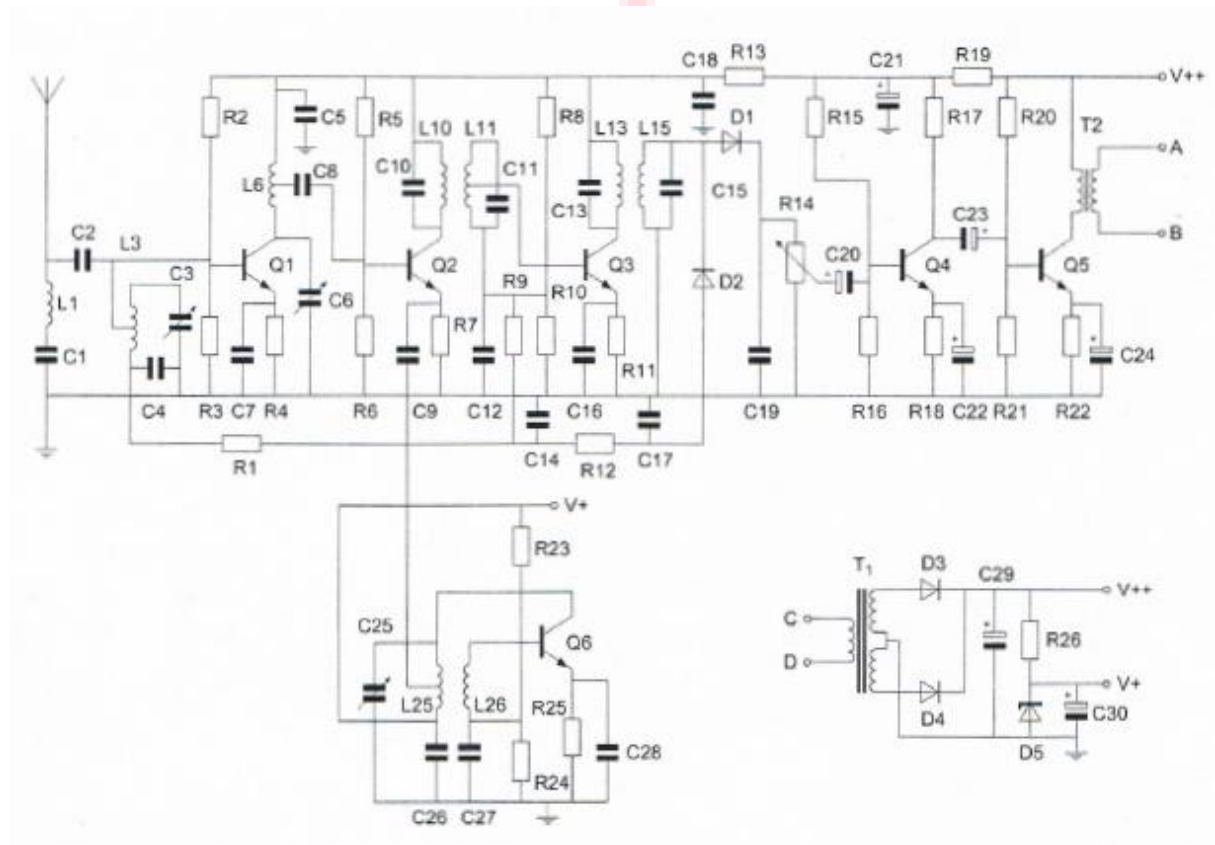 C18 R13 C21 R19
V++
R2 C5 R5 L10 L11 R8 L13 L15 D1 R15 R17 R20 T2
A
C8 C10 C11 C15
L6 C13 R14 C23
B
C2 L3 C3 Q1 Q2 Q3 D2 C20 Q4 Q5
L1 C6 R7 R9 R10
C1 R11 C24
C4 R3 C7 R4 R6 C9 C12 C16 C19 R16 R18 C22 R21 R22
R1 C14 R12 C17
V+
R23
T1 D3 C29 V++
C25 Q6 C R26
D
L25 L26 R25 V+
D4 C30
R24 C28 D5
C26 C27